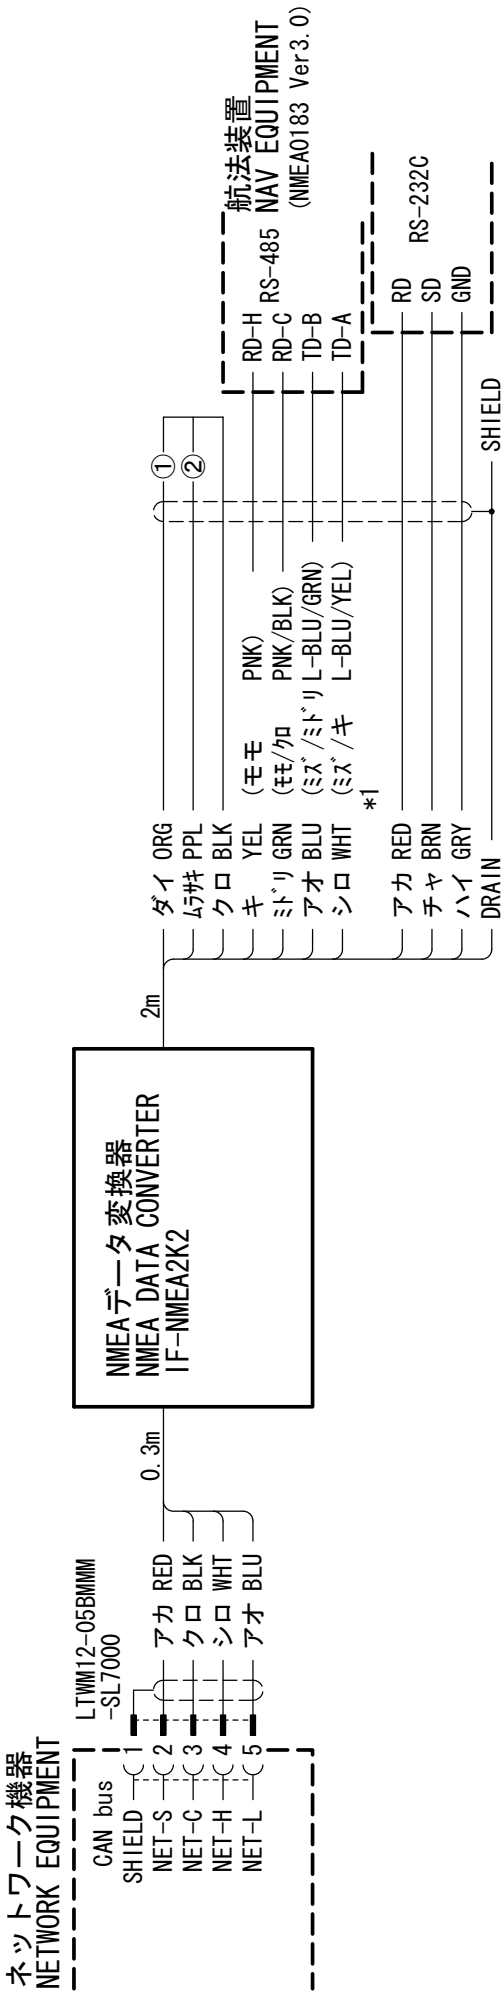 ネットワーク機器
NETWORK EQUIPMENT
CAN bus
SHIELD 1
NET-S 2
NET-C 3
NET-H 4
NET-L 5
LTWM12-05BMMM
-SL7000
アカ RED
クロ BLK
シロ WHT
アオ BLU
0.3m
NMEAデータ変換器
NMEA DATA CONVERTER
IF-NMEA2K2
2m
ダイ ORG ①
ムラサキ PPL ②
クロ BLK
キ YEL (モモ PNK) RD-H
ミドリ GRN (モモ/クロ PNK/BLK) RD-C
アオ BLU (ミズ/ミドリ L-BLU/GRN) TD-B
シロ WHT (ミズ/キ L-BLU/YEL) TD-A
*1
RS-485
航法装置
NAV EQUIPMENT
(NMEA0183 Ver3.0)
アカ RED RD
チャ BRN SD
ハイ GRY GND
DRAIN SHIELD
RS-232C